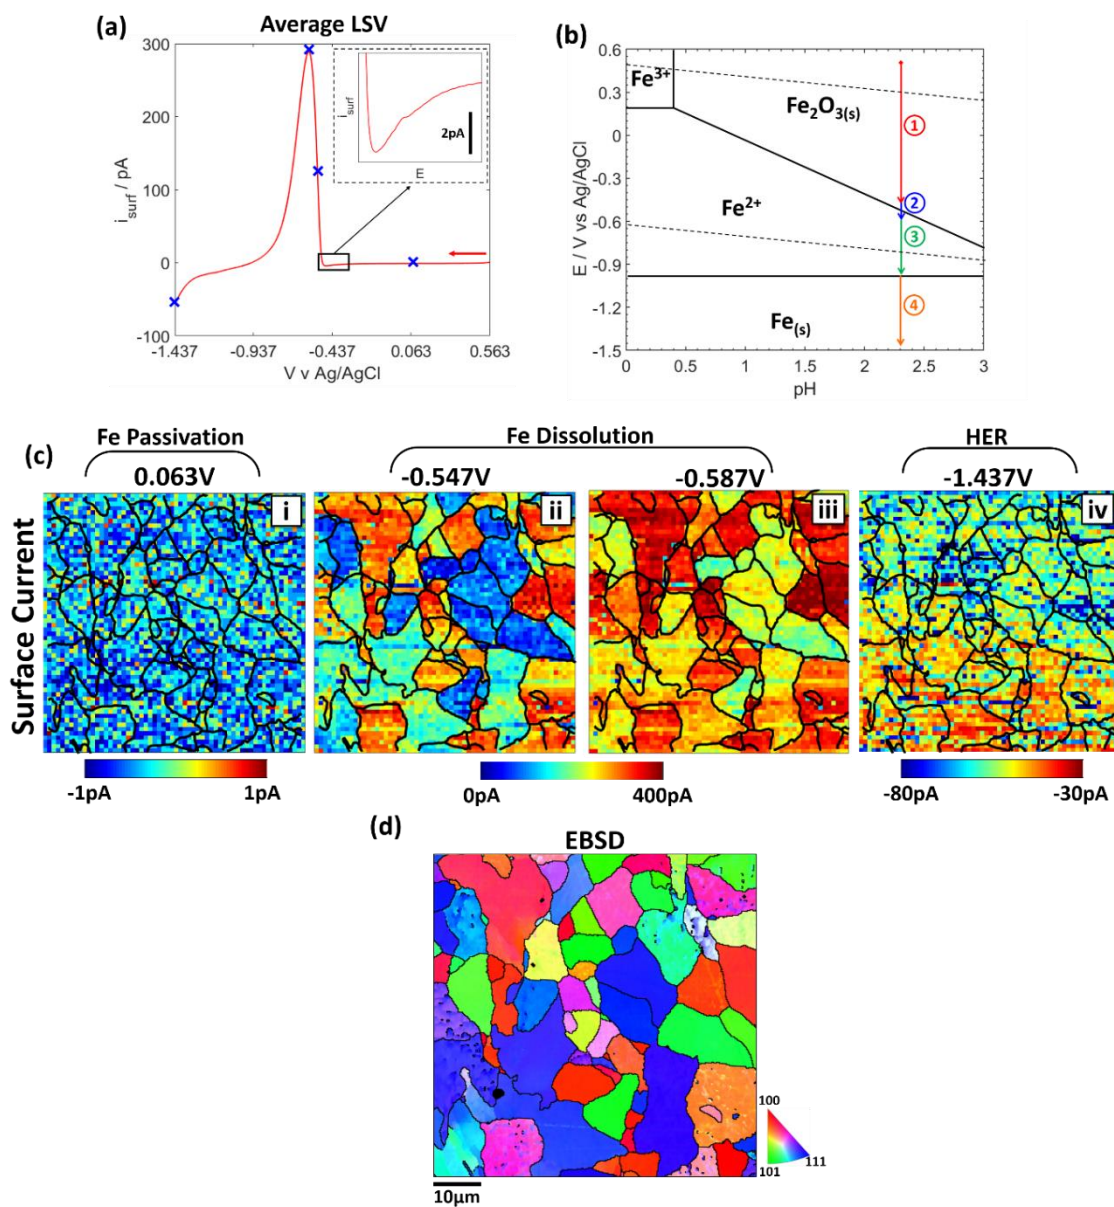 (a)
Average LSV
300
200
100
0
-100
i_surf / pA
-1.437
-0.937
-0.437
0.063
0.563
V v Ag/AgCl
i_surf
E
2pA
(b)
0.6
0.3
0
-0.3
-0.6
-0.9
-1.2
-1.5
E / V vs Ag/AgCl
0
0.5
1
1.5
2
2.5
3
pH
Fe³⁺
Fe₂O₃(s)
Fe²⁺
Fe(s)
①
②
③
④
(c)
Fe Passivation
Fe Dissolution
HER
0.063V
-0.547V
-0.587V
-1.437V
Surface Current
i
ii
iii
iv
-1pA
1pA
0pA
400pA
-80pA
-30pA
(d)
EBSD
100
101
111
10µm